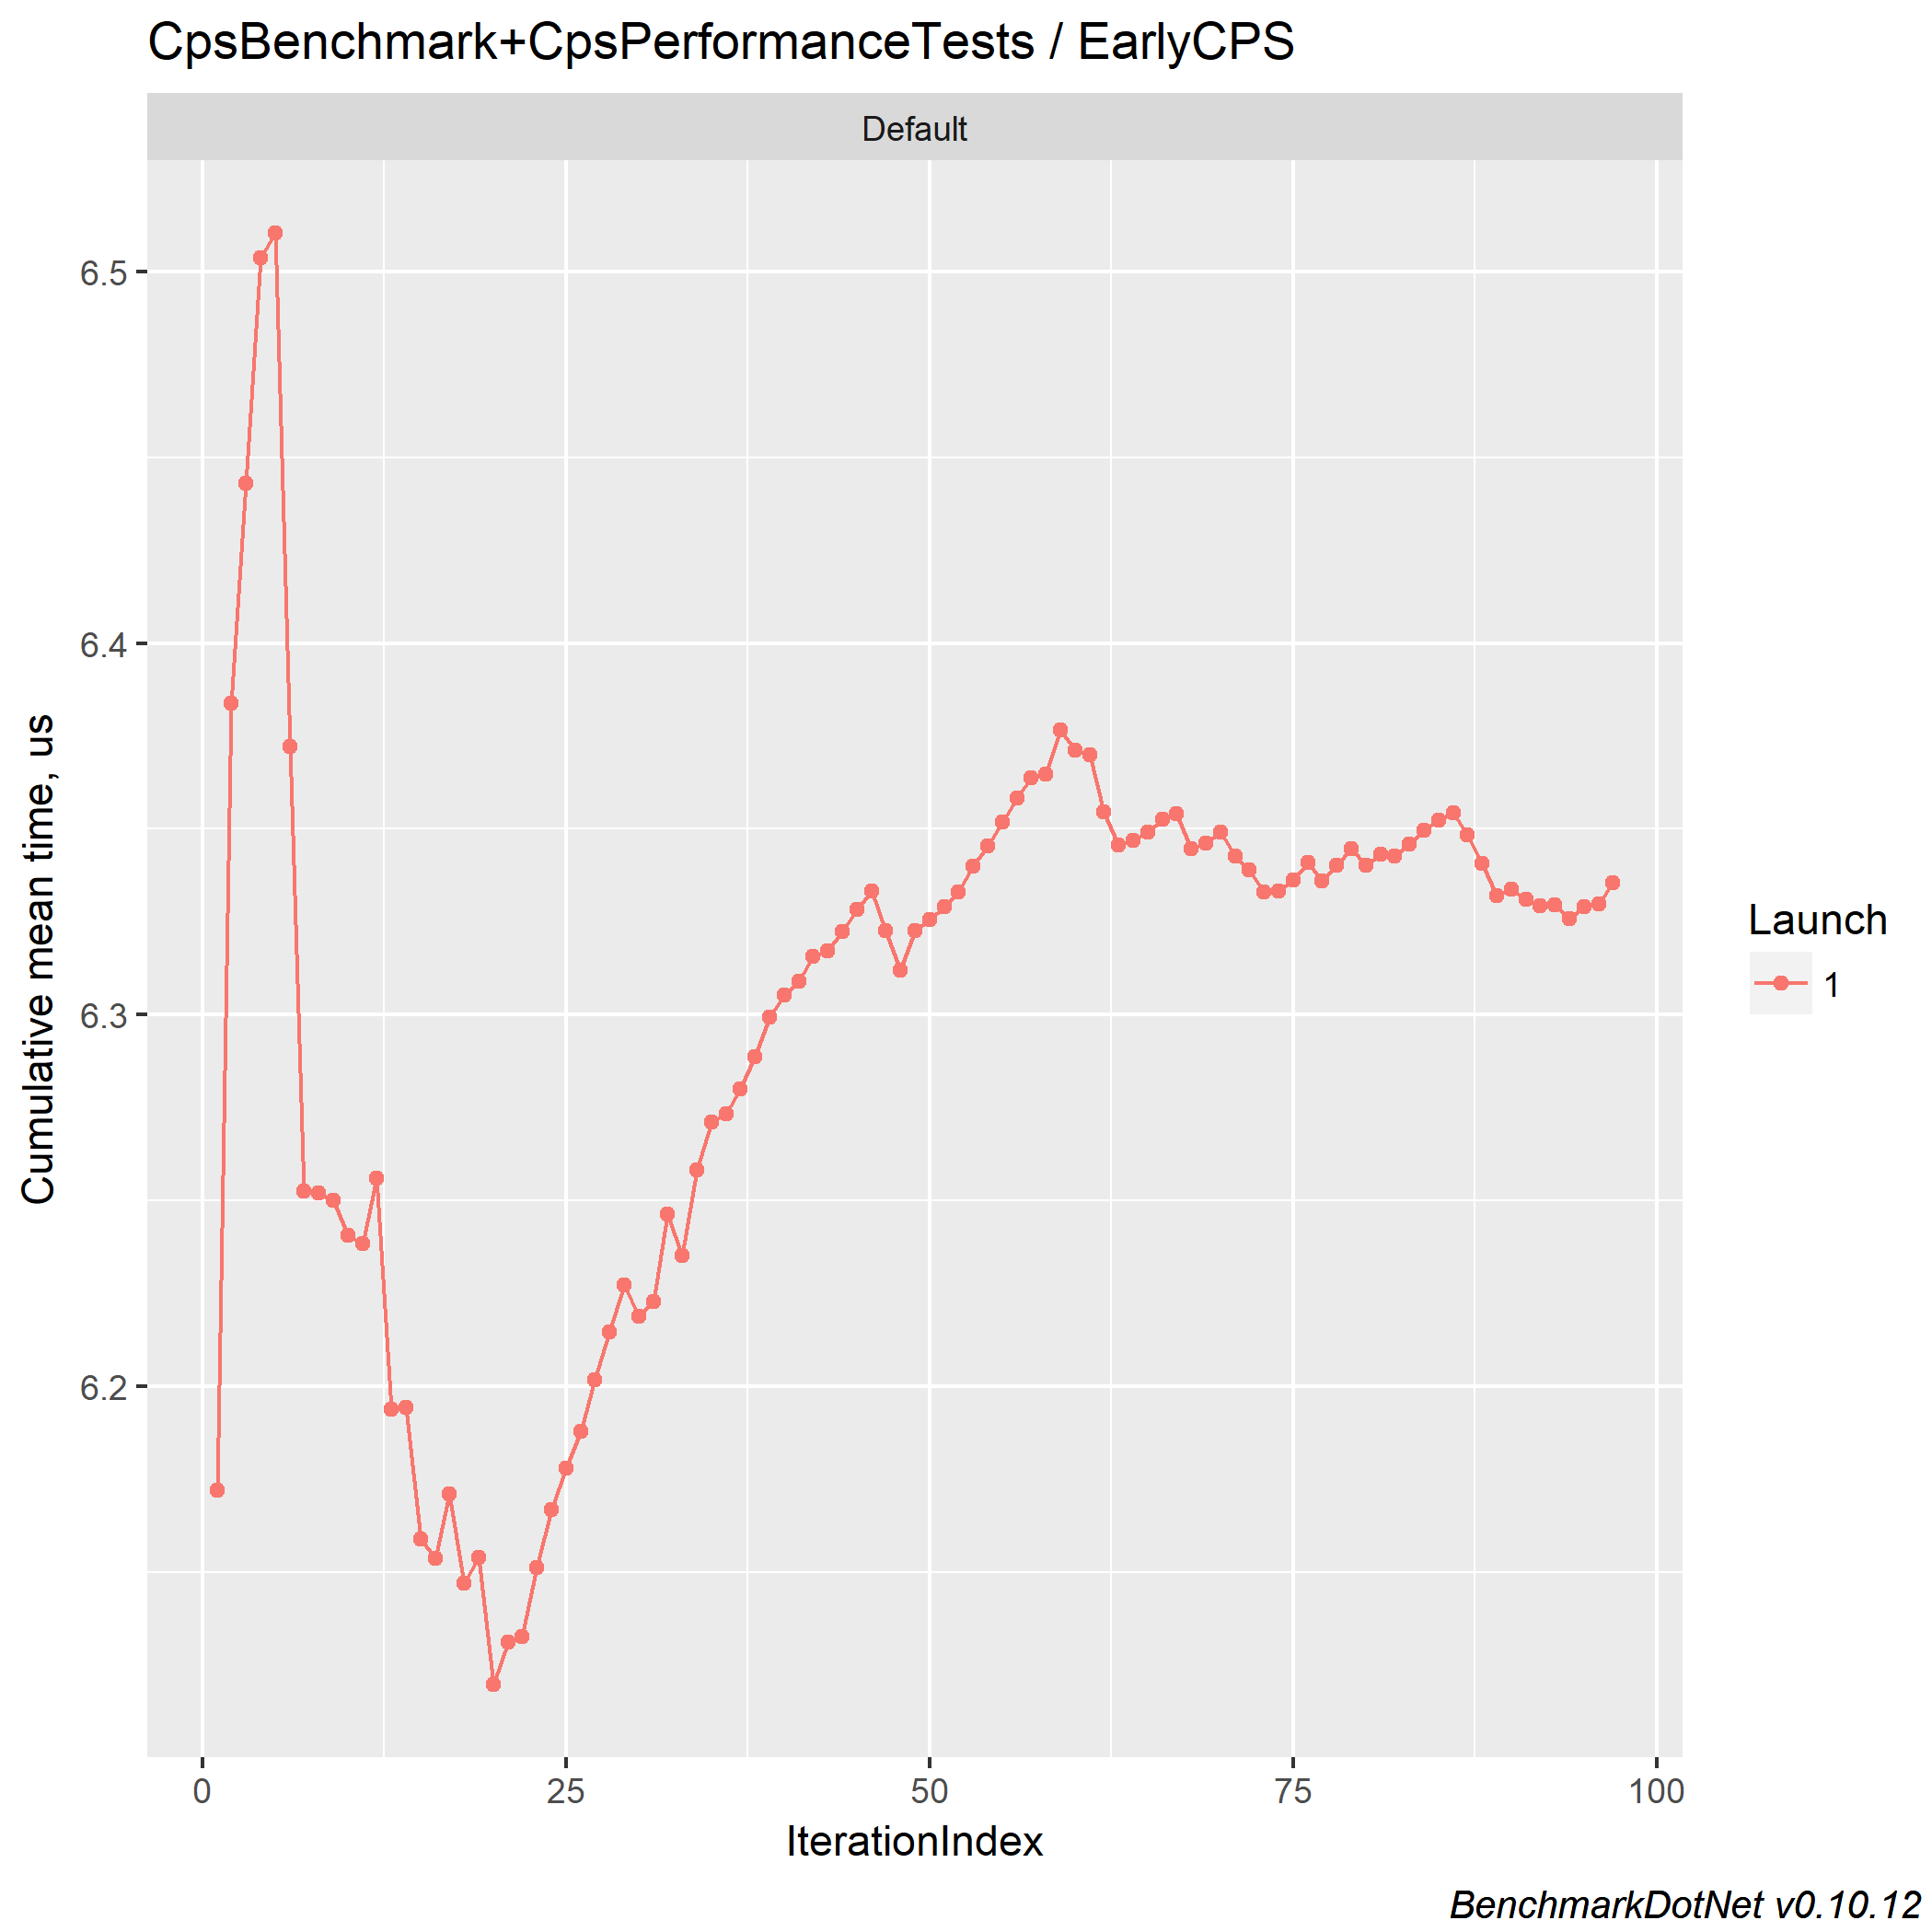 CpsBenchmark+CpsPerformanceTests / EarlyCPS
Default
6.5
6.4
6.3
6.2
Cumulative mean time, us
0 25 50 75 100
IterationIndex
Launch
1
BenchmarkDotNet v0.10.12